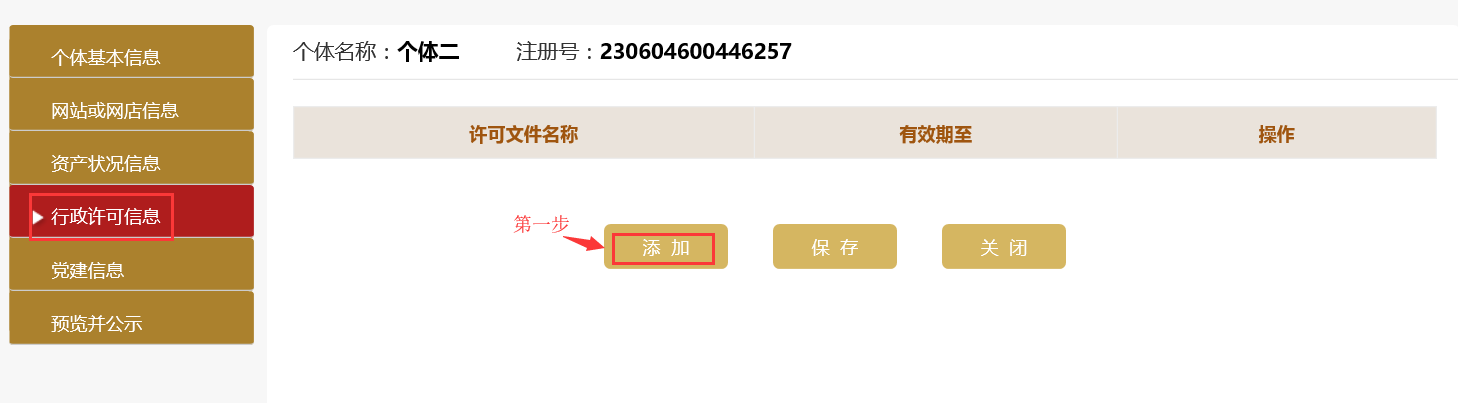 个体基本信息
网站或网店信息
资产状况信息
行政许可信息
党建信息
预览并公示
个体名称：个体二 注册号：230604600446257
许可文件名称 有效期至 操作
第一步
添 加 保 存 关 闭